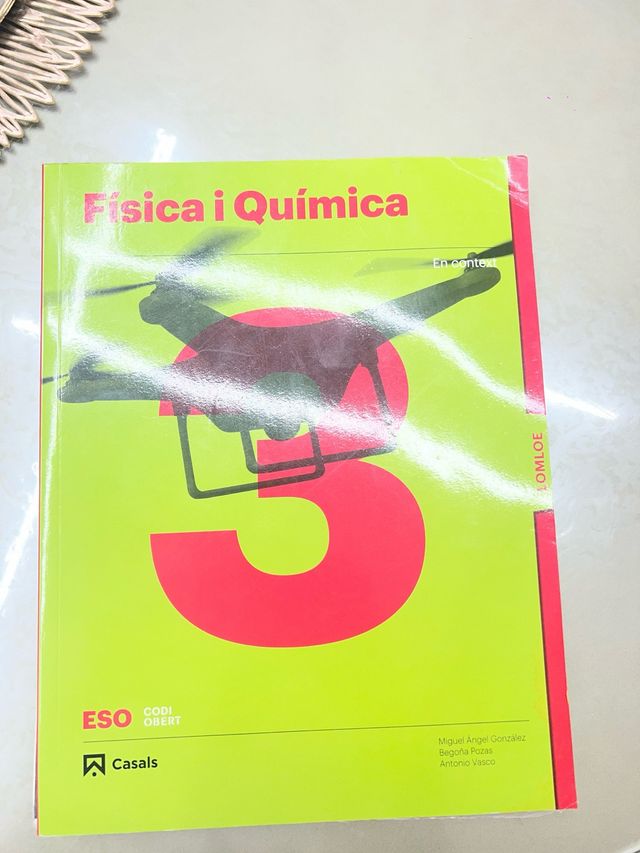 Física i Química
En context
3
LOMLOE
ESO
CODI
OBERT
Casals
Miguel Ángel González
Begoña Pozas
Antonio Vasco